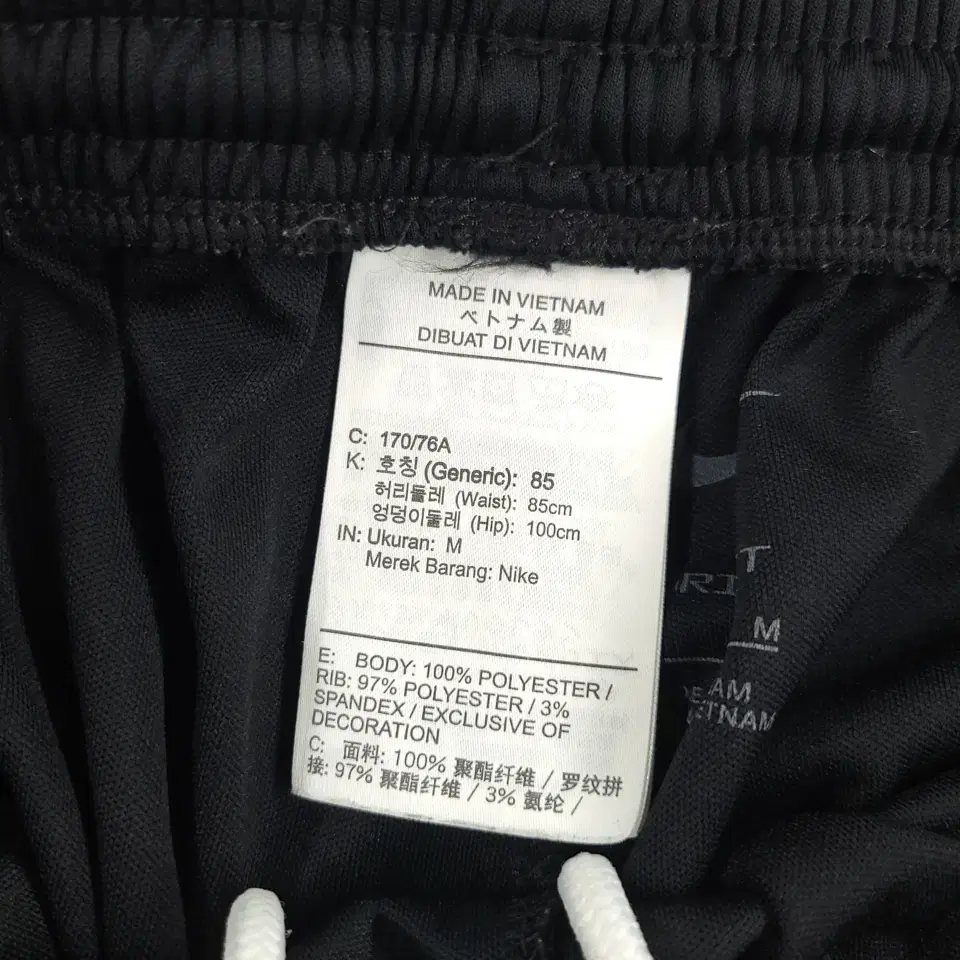 MADE IN VIETNAM
ベトナム製
DIBUAT DI VIETNAM
C: 170/76A
K: 호칭 (Generic): 85
허리둘레 (Waist): 85cm
엉덩이둘레 (Hip): 100cm
IN: Ukuran: M
Merek Barang: Nike
E: BODY: 100% POLYESTER /
RIB: 97% POLYESTER / 3%
SPANDEX / EXCLUSIVE OF
DECORATION
C: 面料: 100% 聚酯纤维 / 罗纹拼
接: 97% 聚酯纤维 / 3% 氨纶 /
M